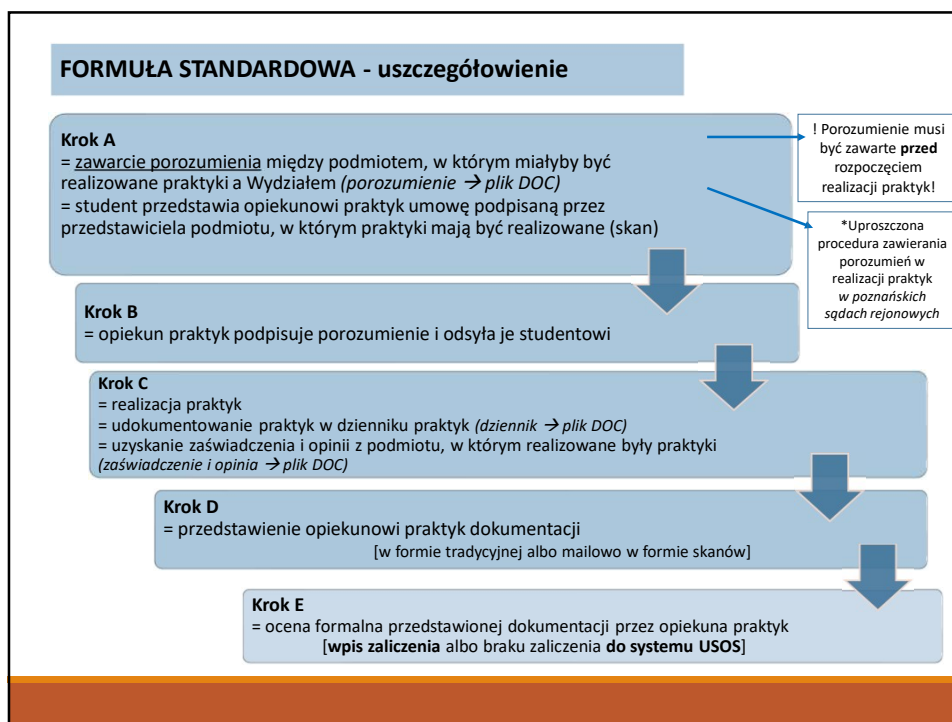 FORMUŁA STANDARDOWA - uszczegółowienie
Krok A
= zawarcie porozumienia między podmiotem, w którym miałyby być
realizowane praktyki a Wydziałem (porozumienie → plik DOC)
= student przedstawia opiekunowi praktyk umowę podpisaną przez
przedstawiciela podmiotu, w którym praktyki mają być realizowane (skan)
! Porozumienie musi
być zawarte przed
rozpoczęciem
realizacji praktyk!
*Uproszczona
procedura zawierania
porozumień w
realizacji praktyk
w poznańskich
sądach rejonowych
Krok B
= opiekun praktyk podpisuje porozumienie i odsyła je studentowi
Krok C
= realizacja praktyk
= udokumentowanie praktyk w dzienniku praktyk (dziennik → plik DOC)
= uzyskanie zaświadczenia i opinii z podmiotu, w którym realizowane były praktyki
(zaświadczenie i opinia → plik DOC)
Krok D
= przedstawienie opiekunowi praktyk dokumentacji
[w formie tradycyjnej albo mailowo w formie skanów]
Krok E
= ocena formalna przedstawionej dokumentacji przez opiekuna praktyk
[wpis zaliczenia albo braku zaliczenia do systemu USOS]